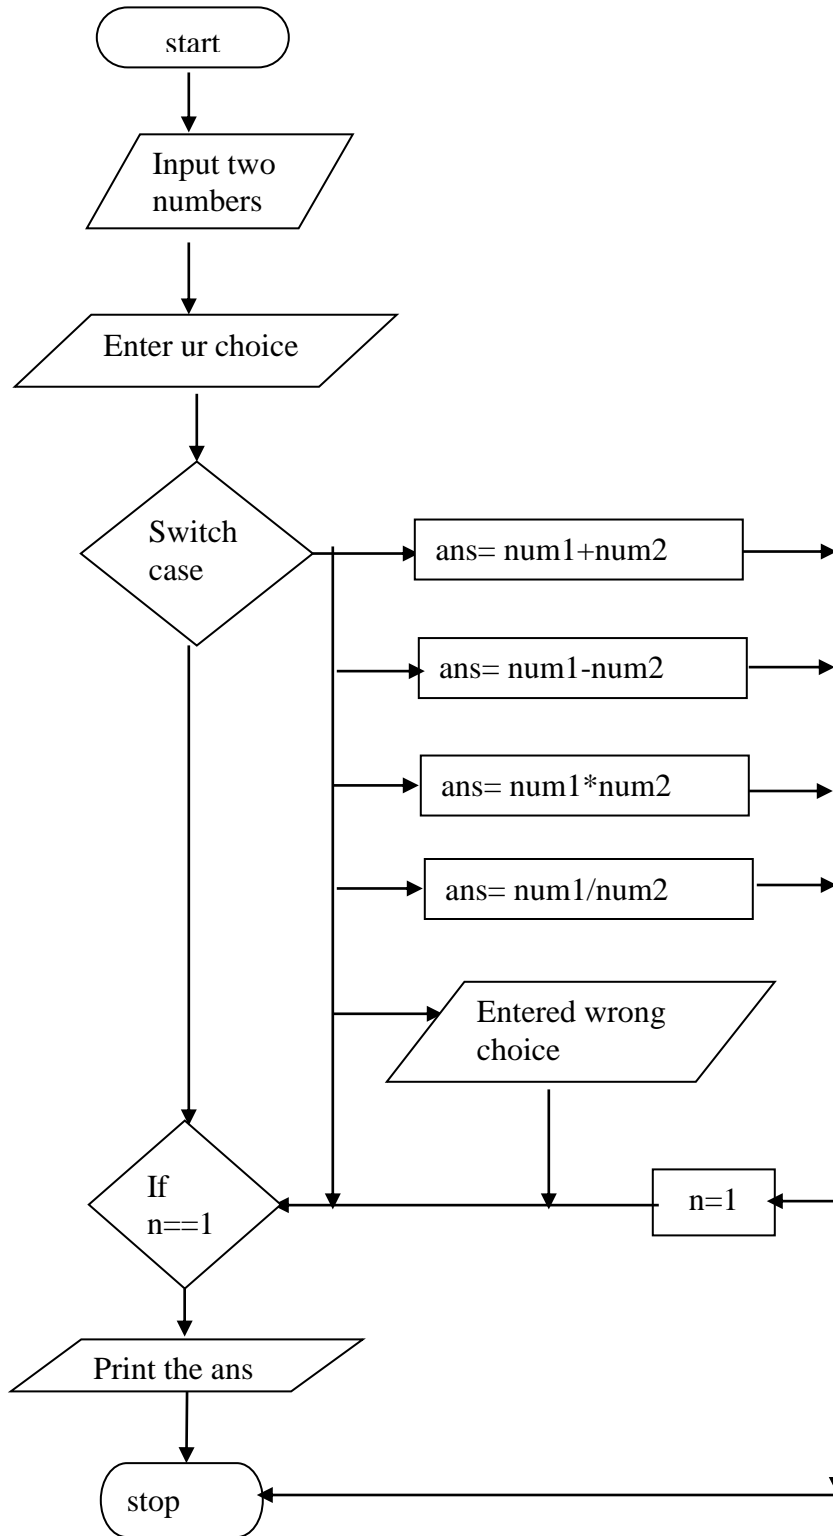 start
Input two
numbers
Enter ur choice
Switch
case
ans= num1+num2
ans= num1-num2
ans= num1*num2
ans= num1/num2
Entered wrong
choice
If
n==1
n=1
Print the ans
stop